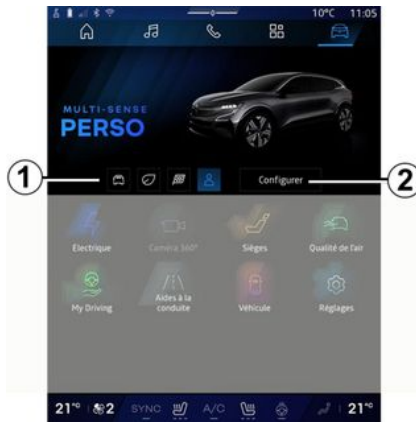 10°C 11:05
MULTI-SENSE
PERSO
1
2
Configurer
Electrique
Caméra 360°
Sièges
Qualité de l'air
My Driving
Aides à la
conduite
Véhicule
Réglages
21°C 2 SYNC A/C 21°C